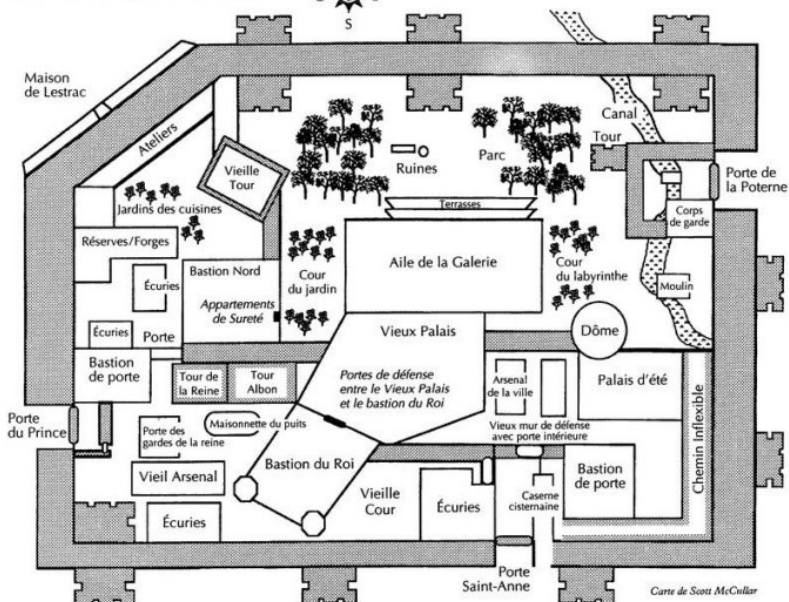 S
Maison
de Lestrac
Ateliers
Vieille
Tour
Ruines
Parc
Canal
Tour
Porte de
la Poterne
Corps
de garde
Jardins des cuisines
Terrasses
Réserves/Forges
Écuries
Bastion Nord
Appartements
de Sureté
Cour
du jardin
Aile de la Galerie
Cour
du labyrinthe
Moulin
Écuries
Porte
Vieux Palais
Dôme
Bastion
de porte
Tour de
la Reine
Tour
Albon
Portes de défense
entre le Vieux Palais
et le bastion du Roi
Arsenal
de la ville
Palais d'été
Porte
du Prince
Porte des
gardes de la reine
Maisonnette du puits
Vieux mur de défense
avec porte intérieure
Chemin Inflexible
Vieil Arsenal
Bastion du Roi
Bastion
de porte
Écuries
Vieille
Cour
Écuries
Caserne
cisternaine
Porte
Saint-Anne
Carte de Scott McCullar